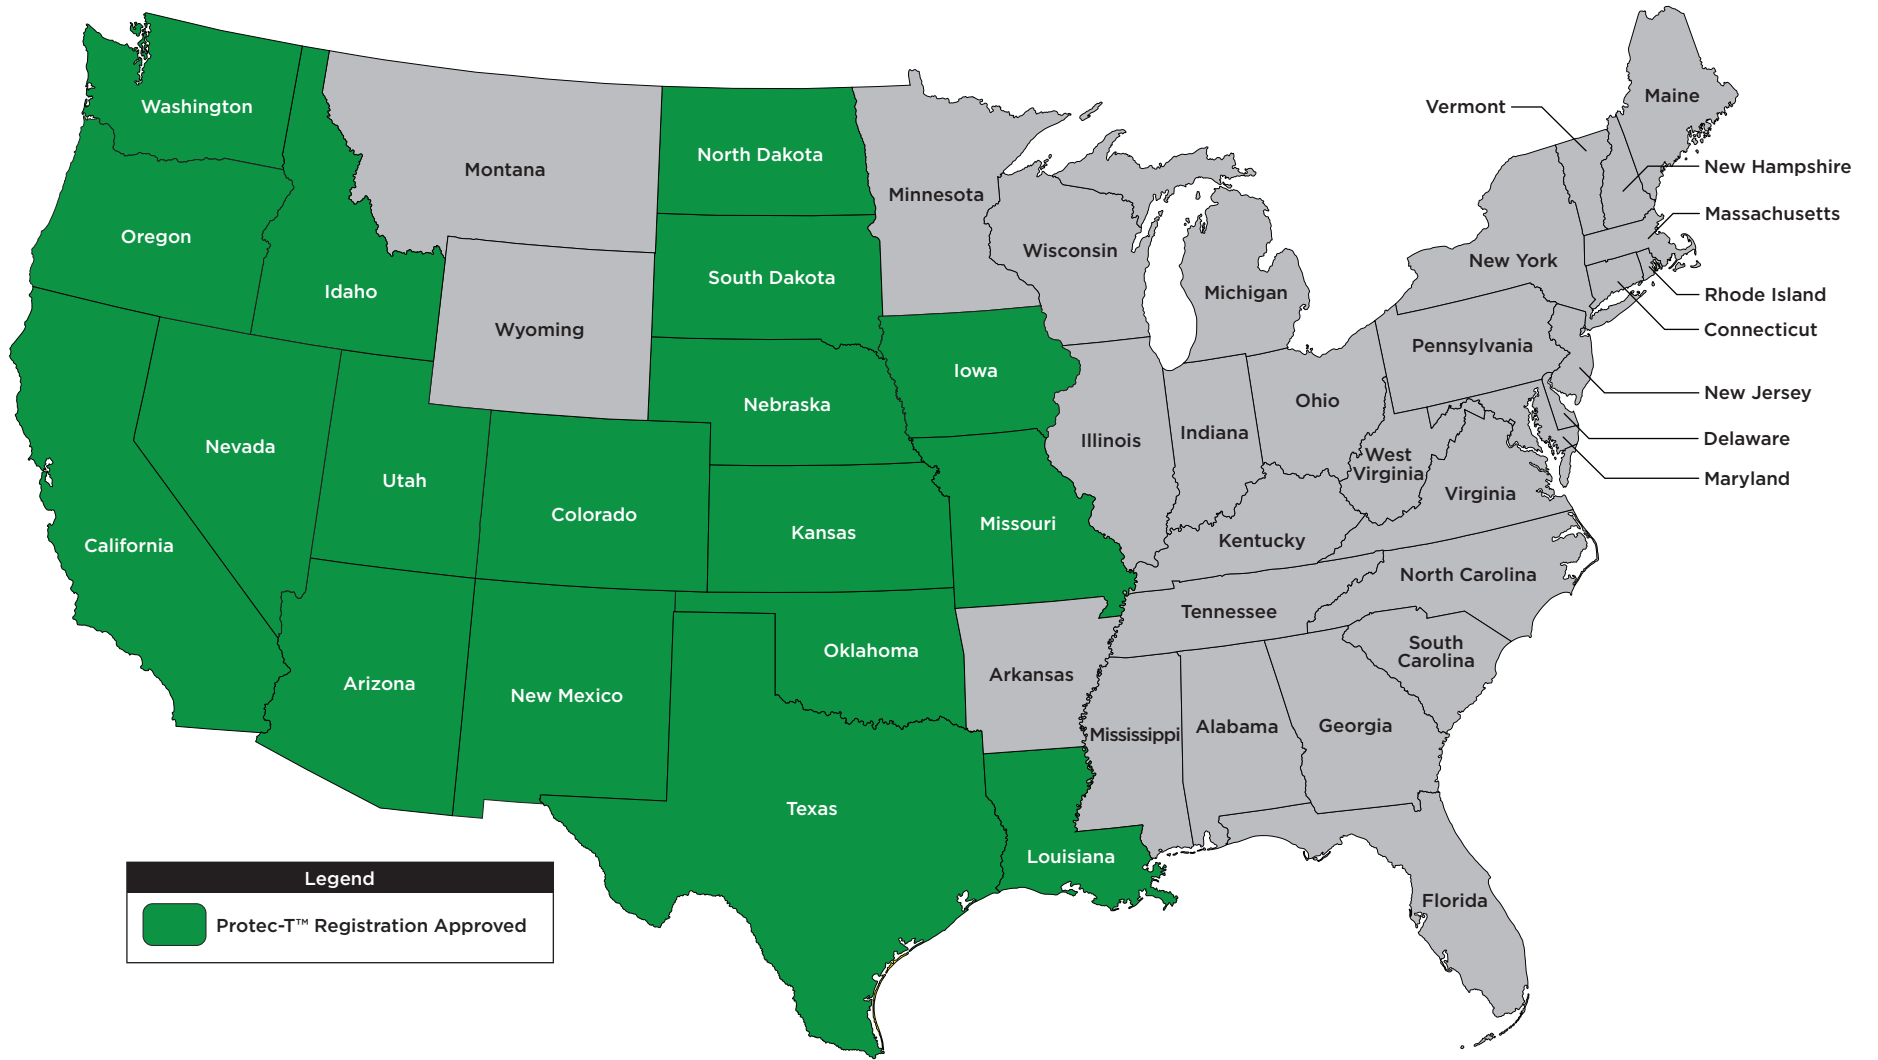 Washington
Montana
North Dakota
Minnesota
Maine
Vermont
New Hampshire
Massachusetts
Oregon
Idaho
South Dakota
Wisconsin
Michigan
New York
Rhode Island
Connecticut
Wyoming
Iowa
Pennsylvania
New Jersey
Nebraska
Ohio
Nevada
Utah
Illinois
Indiana
West
Virginia
Delaware
Maryland
Colorado
Kansas
Missouri
Virginia
California
Kentucky
North Carolina
Tennessee
Arizona
New Mexico
Oklahoma
Arkansas
South
Carolina
Mississippi
Alabama
Georgia
Texas
Louisiana
Florida
Legend
Protec-T™ Registration Approved